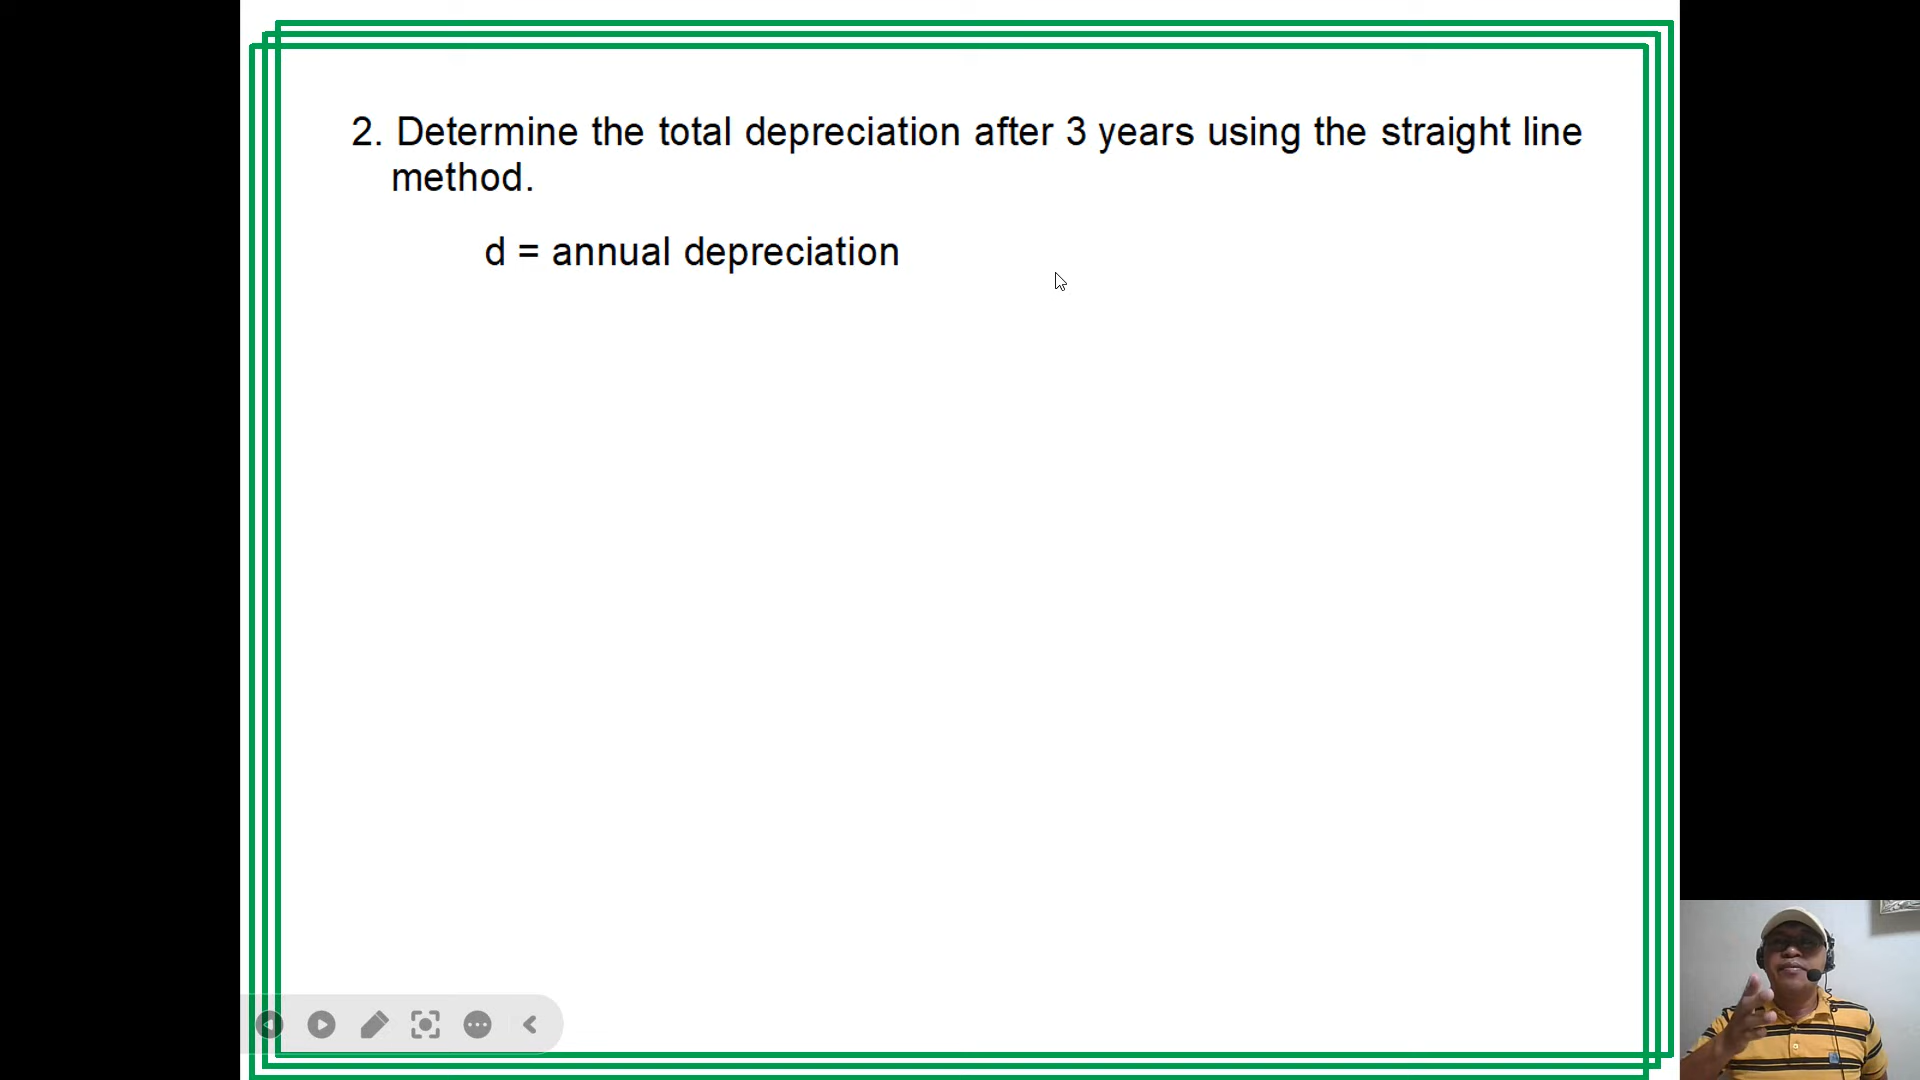 2. Determine the total depreciation after 3 years using the straight line
method.
d = annual depreciation